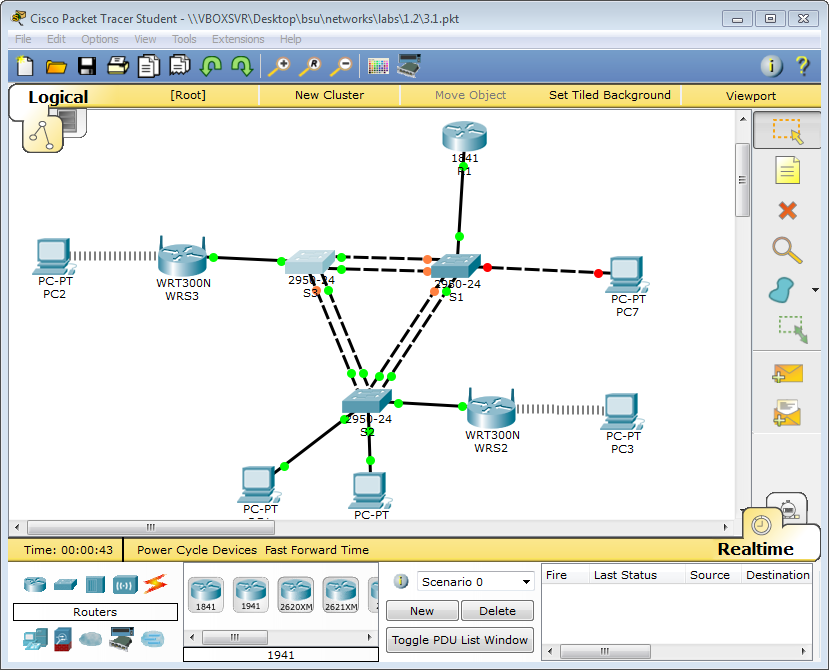 Cisco Packet Tracer Student - \\VBOXSVR\Desktop\bsu\networks\labs\1.2\3.1.pkt
File Edit Options View Tools Extensions Help
Logical [Root] New Cluster Move Object Set Tiled Background Viewport
1841
R1
PC-PT
PC2
WRT300N
WRS3
2950-24
S3
2950-24
S1
PC-PT
PC7
2950-24
S2
WRT300N
WRS2
PC-PT
PC3
PC-PT
PC-PT
Time: 00:00:43 Power Cycle Devices Fast Forward Time Realtime
Routers
1841 1941 2620XM 2621XM
1941
Scenario 0
New Delete
Toggle PDU List Window
Fire Last Status Source Destination